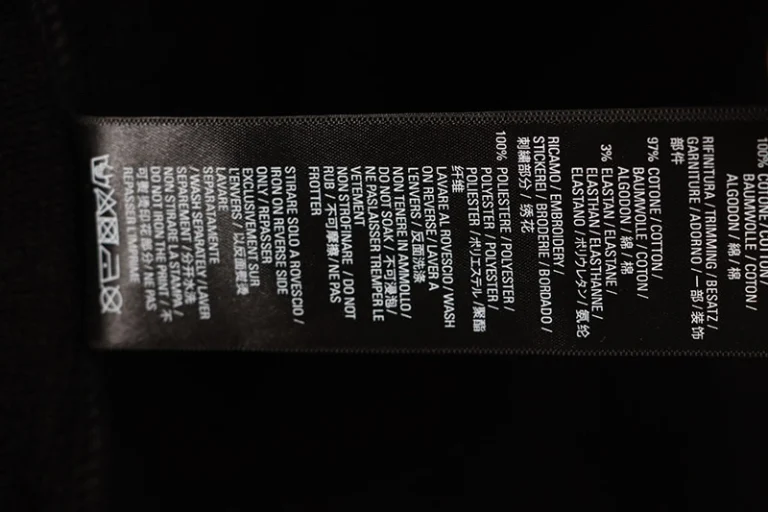 100% COTONE / COTTON /
BAUMWOLLE / COTON /
ALGODON / 綿 / 棉
RIFINITURA / TRIMMING / BESATZ /
GARNITURE / ADORNO / 一部 / 装饰
部件
97% COTONE / COTTON /
BAUMWOLLE / COTON /
ALGODON / 綿 / 棉
3% ELASTAN / ELASTANE /
ELASTHAN / ELASTHANNE /
ELASTANO / ポリウレタン / 氨纶
RICAMO / EMBROIDERY /
STICKEREI / BRODERIE / BORDADO /
刺繍部分 / 绣花
100% POLIESTERE / POLYESTER /
POLYESTER / POLYESTER /
POLIESTER / ポリエステル / 聚酯
纤维
LAVARE AL ROVESCIO / WASH
ON REVERSE / LAVER A
L'ENVERS / 反面洗涤
NON TENERE IN AMMOLLO /
DO NOT SOAK / 不可浸泡 /
NE PAS LAISSER TREMPER LE
VETEMENT
NON STROFINARE / DO NOT
RUB / 不可搓擦 / NE PAS
FROTTER
STIRARE SOLO A ROVESCIO /
IRON ON REVERSE SIDE
ONLY / REPASSER
EXCLUSIVEMENT SUR
L'ENVERS / 以反面熨烫
LAVARE
SEPARATAMENTE
/ WASH SEPARATELY / LAVER
SEPAREMENT / 分开水洗
NON STIRARE LA STAMPA /
DO NOT IRON THE PRINT / 不
可熨烫印花部分 / NE PAS
REPASSER L'IMPRIME